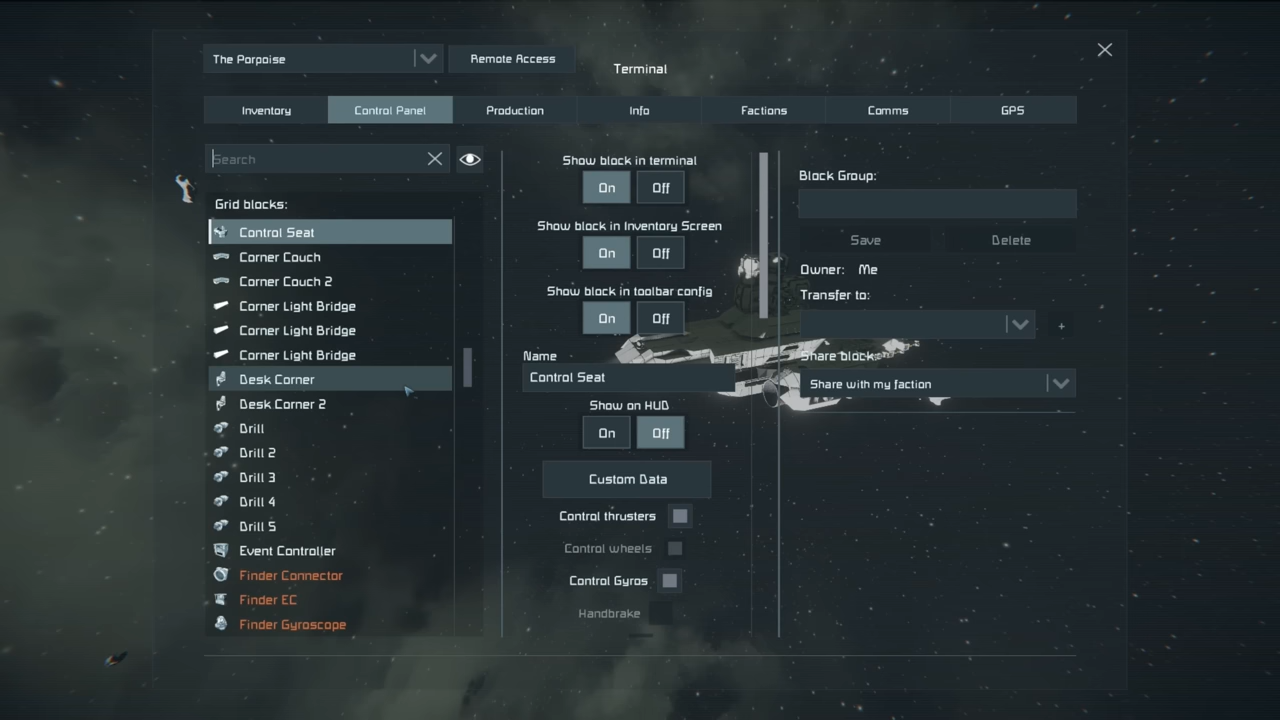 The Porpoise
Remote Access
Terminal
Inventory
Control Panel
Production
Info
Factions
Comms
GPS
Search
Grid blocks:
Control Seat
Corner Couch
Corner Couch 2
Corner Light Bridge
Corner Light Bridge
Corner Light Bridge
Desk Corner
Desk Corner 2
Drill
Drill 2
Drill 3
Drill 4
Drill 5
Event Controller
Finder Connector
Finder EC
Finder Gyroscope
Show block in terminal
On Off
Show block in Inventory Screen
On Off
Show block in toolbar config
On Off
Name
Control Seat
Show on HUD
On Off
Custom Data
Control thrusters
Control wheels
Control Gyros
Handbrake
Block Group:
Save Delete
Owner: Me
Transfer to:
+
Share block:
Share with my faction